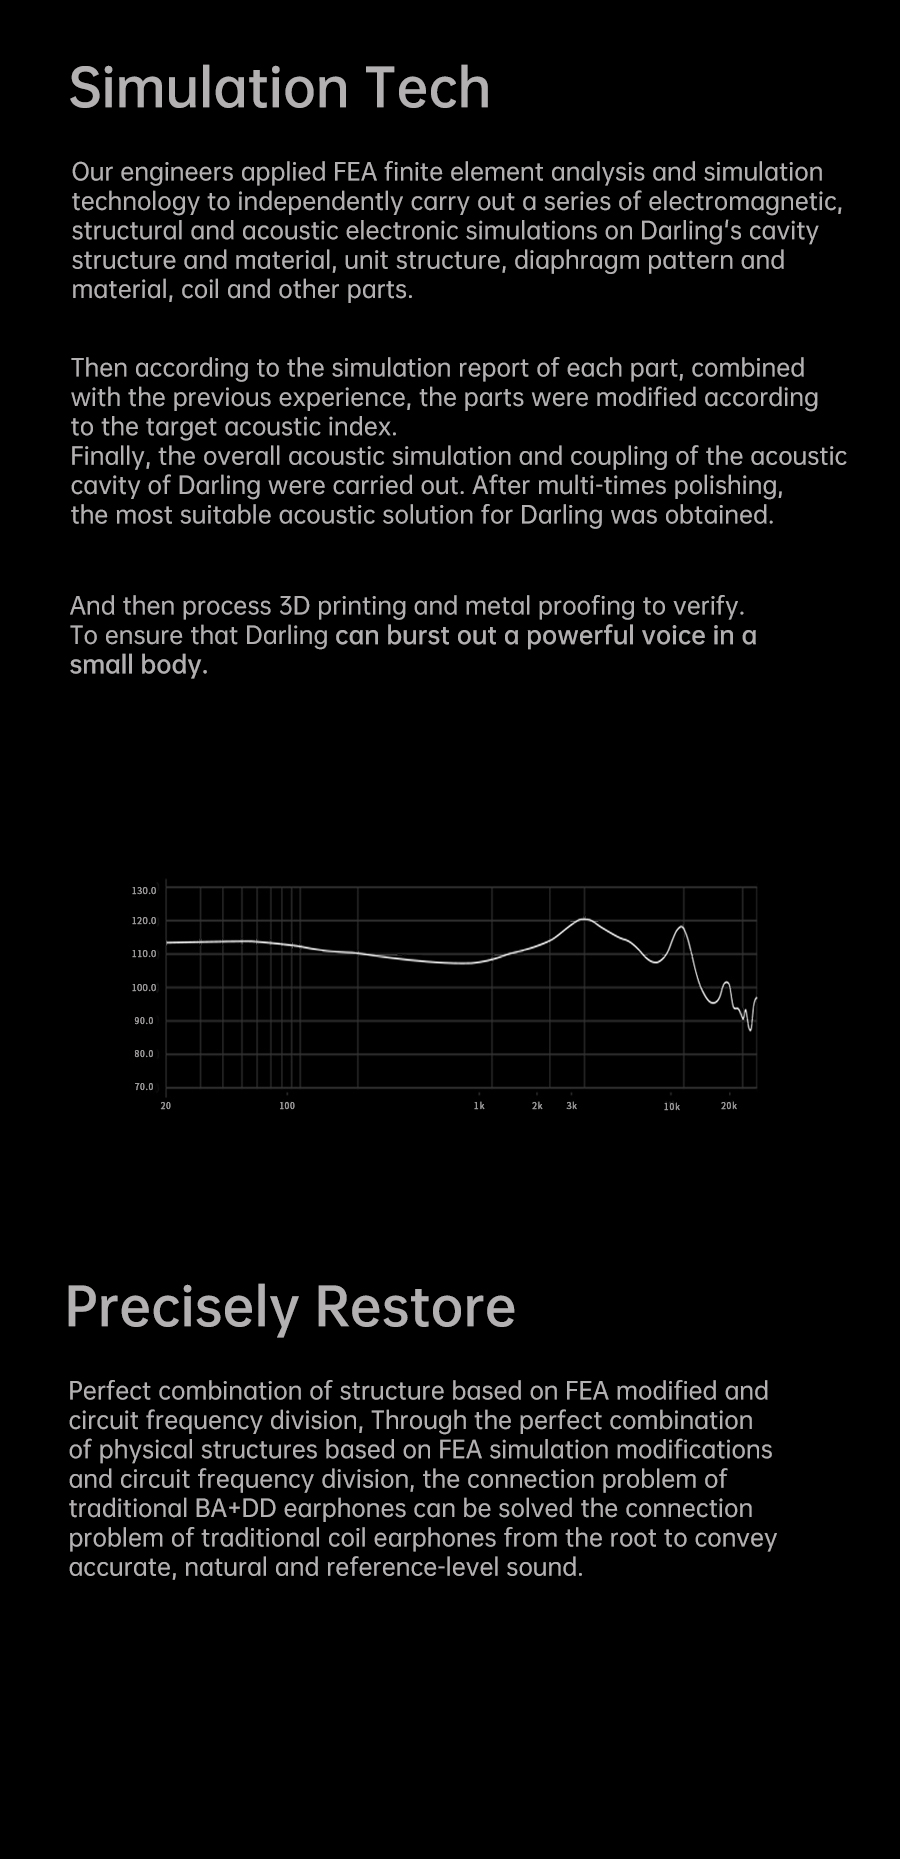 Simulation Tech
Our engineers applied FEA finite element analysis and simulation
technology to independently carry out a series of electromagnetic,
structural and acoustic electronic simulations on Darling's cavity
structure and material, unit structure, diaphragm pattern and
material, coil and other parts.
Then according to the simulation report of each part, combined
with the previous experience, the parts were modified according
to the target acoustic index.
Finally, the overall acoustic simulation and coupling of the acoustic
cavity of Darling were carried out. After multi-times polishing,
the most suitable acoustic solution for Darling was obtained.
And then process 3D printing and metal proofing to verify.
To ensure that Darling can burst out a powerful voice in a
small body.
130.0
120.0
110.0
100.0
90.0
80.0
70.0
20 100 1k 2k 3k 10k 20k
Precisely Restore
Perfect combination of structure based on FEA modified and
circuit frequency division, Through the perfect combination
of physical structures based on FEA simulation modifications
and circuit frequency division, the connection problem of
traditional BA+DD earphones can be solved the connection
problem of traditional coil earphones from the root to convey
accurate, natural and reference-level sound.